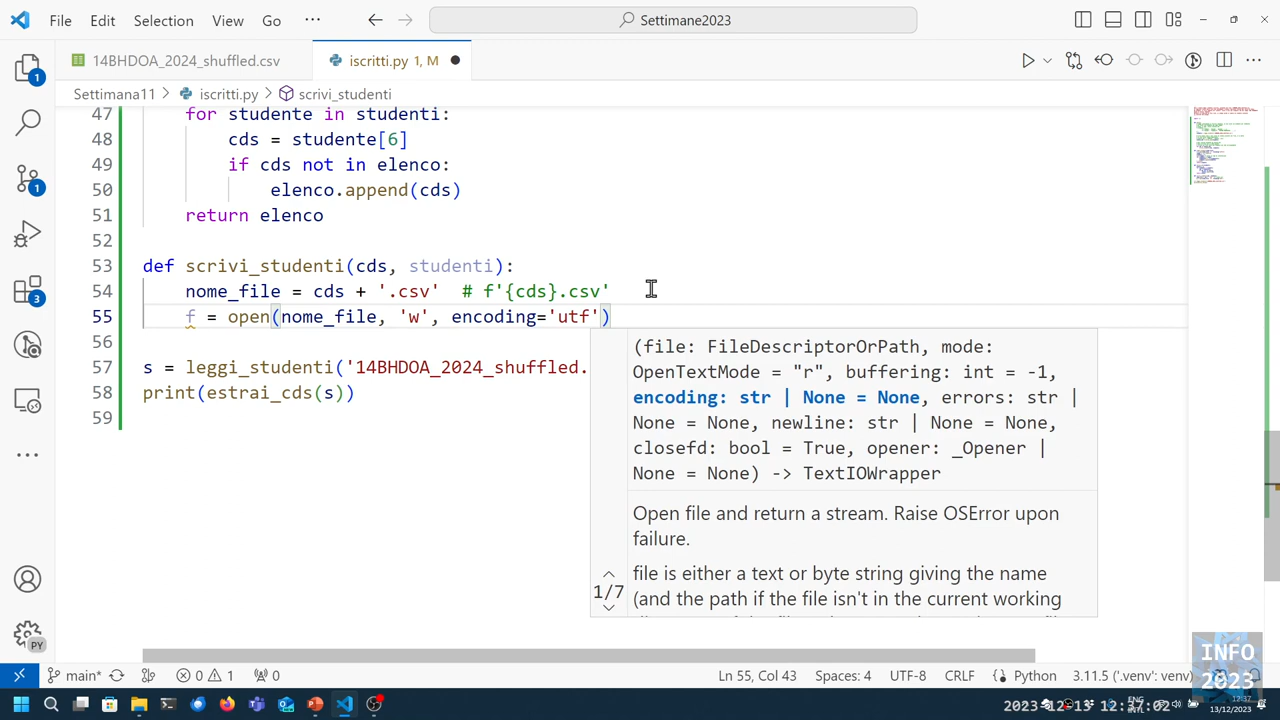 File Edit Selection View Go ··· Settimane2023
14BHDOA_2024_shuffled.csv iscritti.py 1, M
Settimana11 > iscritti.py > scrivi_studenti
47 for studente in studenti:
48 cds = studente[6]
49 if cds not in elenco:
50 elenco.append(cds)
51 return elenco
52
53 def scrivi_studenti(cds, studenti):
54 nome_file = cds + '.csv' # f'{cds}.csv'
55 f = open(nome_file, 'w', encoding='utf')
56
57 s = leggi_studenti('14BHDOA_2024_shuffled.
58 print(estrai_cds(s))
59
(file: FileDescriptorOrPath, mode:
OpenTextMode = "r", buffering: int = -1,
encoding: str | None = None, errors: str |
None = None, newline: str | None = None,
closefd: bool = True, opener: _Opener |
None = None) -> TextIOWrapper
Open file and return a stream. Raise OSError upon
failure.
file is either a text or byte string giving the name
1/7
(and the path if the file isn't in the current working
1
1
3
PY
main* 0 1 0 Ln 55, Col 43 Spaces: 4 UTF-8 CRLF Python 3.11.5 ('.venv': venv)
INFO
2023
ENG
12:37
13/12/2023